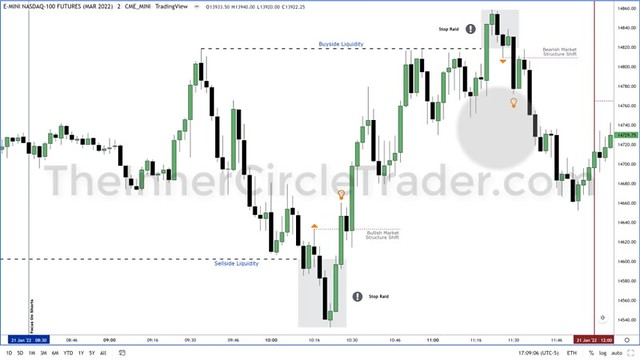 E-MINI NASDAQ-100 FUTURES (MAR 2022) 2 CME_MINI TradingView O13933.50 H13940.00 L13920.00 C13922.25
14860.00
Stop Raid
Buyside Liquidity
Bearish Market
Structure Shift
14800.00
14780.00
14760.00
14740.00
14729.75
14720.00
14700.00
14680.00
14660.00
14640.00
14620.00
14600.00
14580.00
14560.00
14540.00
TheInnerCircleTrader.com
Bullish Market
Structure Shift
Sellside Liquidity
Stop Raid
Focus On Shorts
21 Jan '22 08:30 08:46 09:00 09:16 09:30 09:46 10:00 10:16 10:30 10:46 11:00 11:16 11:30 11:46 21 Jan '22 12:00
1D 5D 1M 3M 6M YTD 1Y 5Y All 17:09:06 (UTC-5) ETH % log auto